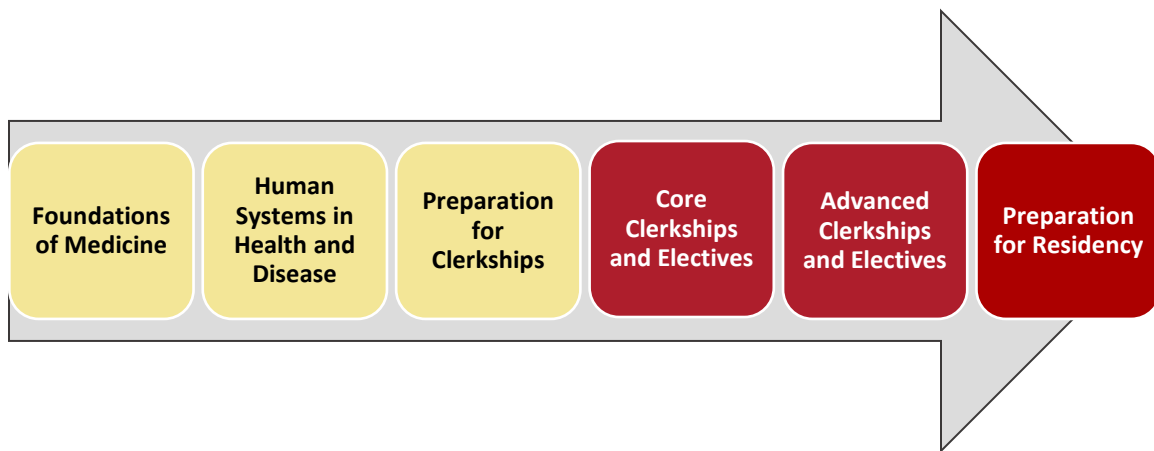 Foundations
of Medicine
Human
Systems in
Health and
Disease
Preparation
for
Clerkships
Core
Clerkships
and Electives
Advanced
Clerkships
and Electives
Preparation
for Residency